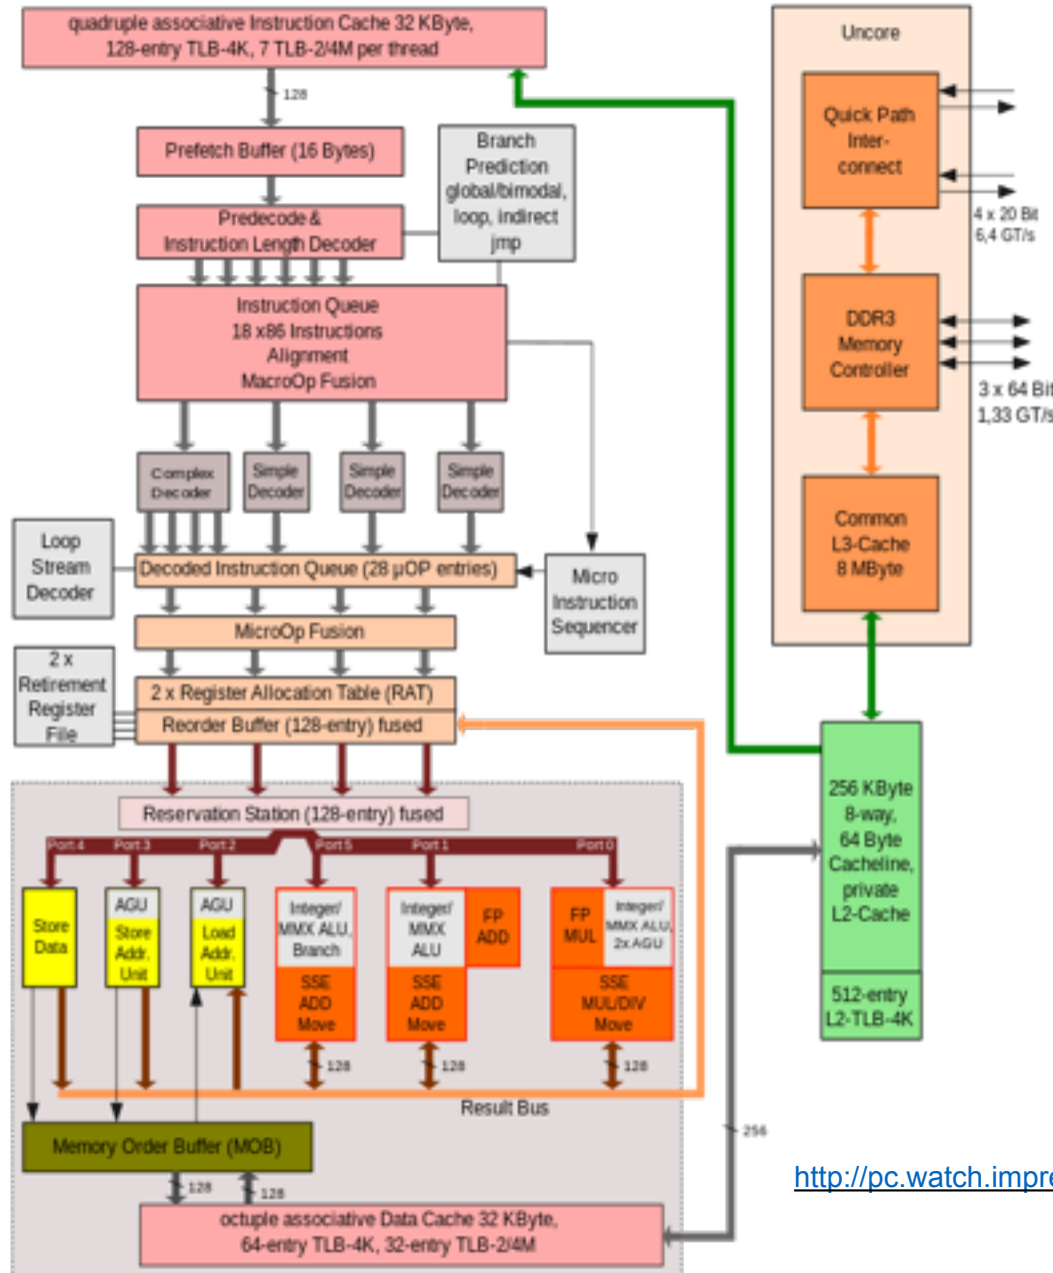 quadruple associative Instruction Cache 32 KByte,
128-entry TLB-4K, 7 TLB-2/4M per thread
128
Prefetch Buffer (16 Bytes)
Predecode &
Instruction Length Decoder
Branch
Prediction
global/bimodal,
loop, indirect
jmp
Instruction Queue
18 x86 Instructions
Alignment
MacroOp Fusion
Complex
Decoder
Simple
Decoder
Simple
Decoder
Simple
Decoder
Loop
Stream
Decoder
Decoded Instruction Queue (28 µOP entries)
Micro
Instruction
Sequencer
MicroOp Fusion
2 x
Retirement
Register
File
2 x Register Allocation Table (RAT)
Reorder Buffer (128-entry) fused
Reservation Station (128-entry) fused
Port 4
Port 3
Port 2
Port 5
Port 1
Port 0
Store
Data
AGU
Store
Addr.
Unit
AGU
Load
Addr.
Unit
Integer/
MMX ALU,
Branch
SSE
ADD
Move
Integer/
MMX
ALU
FP
ADD
SSE
ADD
Move
FP
MUL
Integer/
MMX ALU,
2x AGU
SSE
MUL/DIV
Move
128
128
128
Result Bus
Memory Order Buffer (MOB)
128
128
octuple associative Data Cache 32 KByte,
64-entry TLB-4K, 32-entry TLB-2/4M
256
Uncore
Quick Path
Inter-
connect
4 x 20 Bit
6,4 GT/s
DDR3
Memory
Controller
3 x 64 Bit
1,33 GT/s
Common
L3-Cache
8 MByte
256 KByte
8-way,
64 Byte
Cacheline,
private
L2-Cache
512-entry
L2-TLB-4K
http://pc.watch.impre